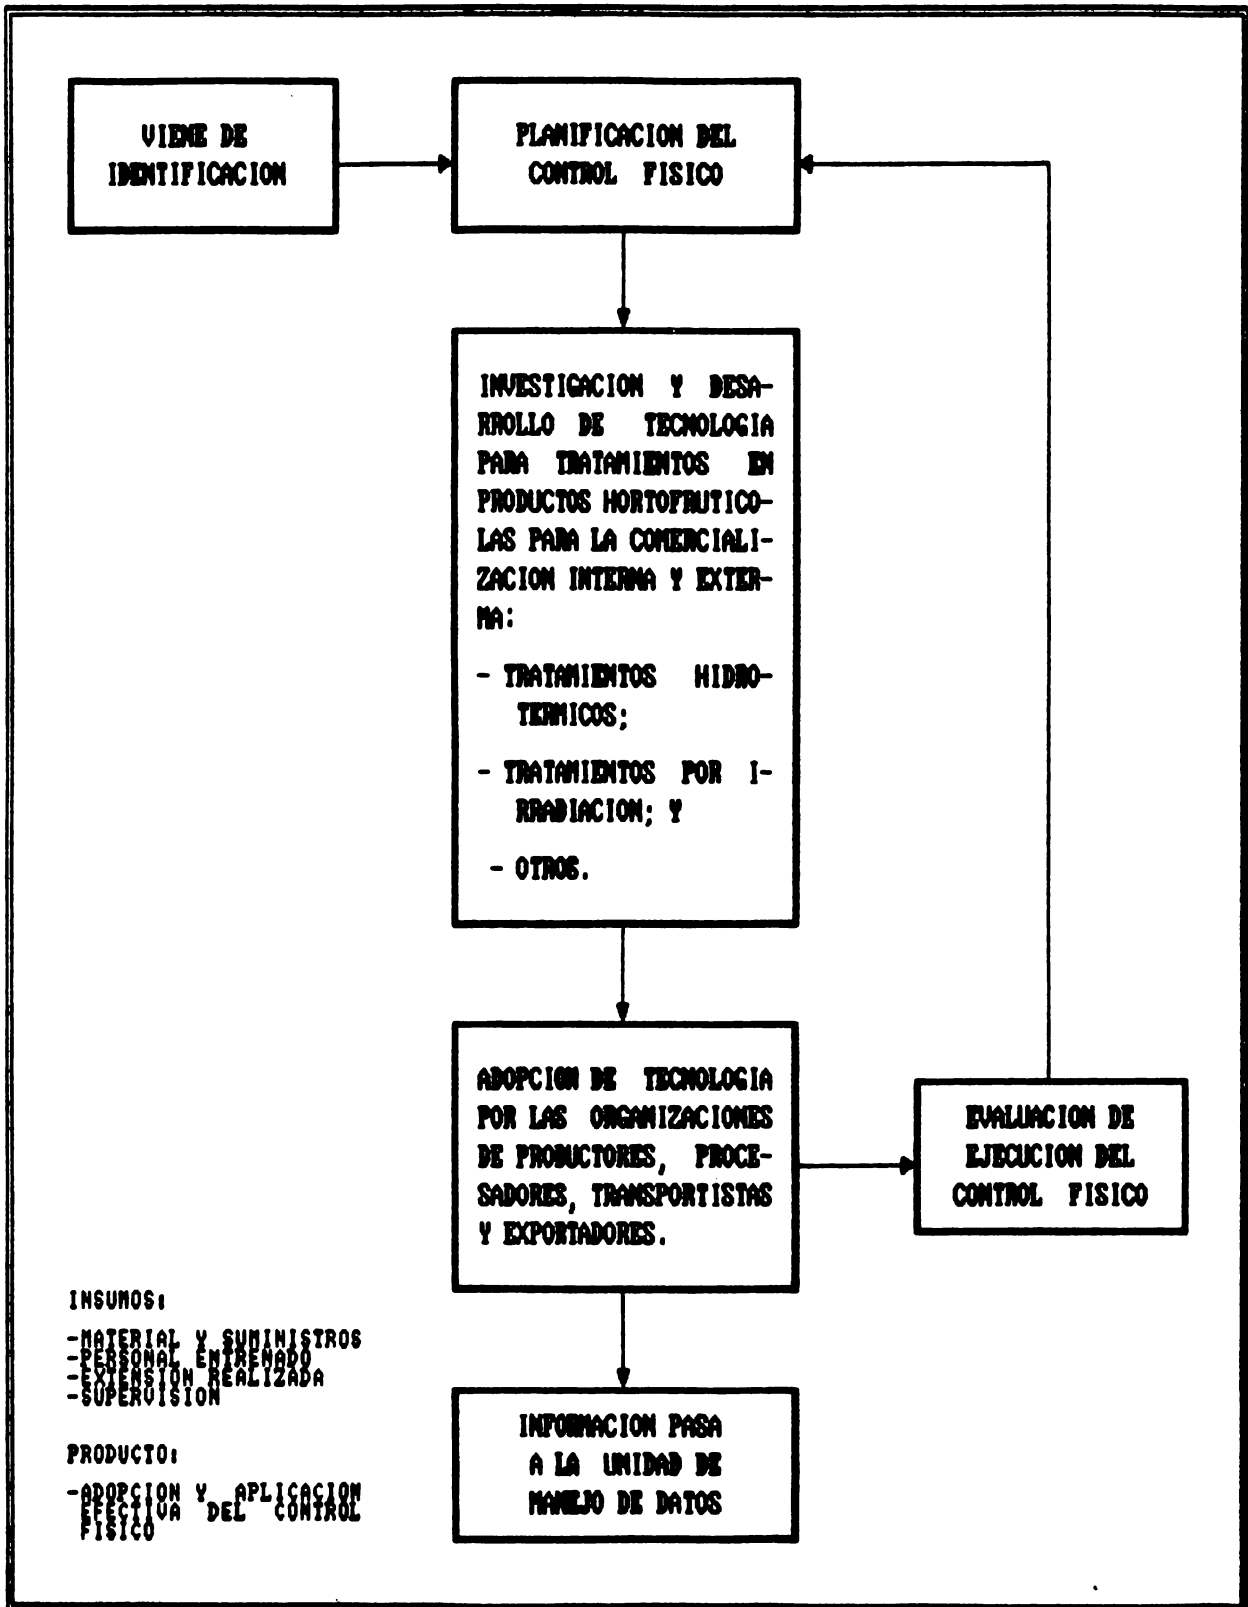 VIENE DE
IDENTIFICACION
PLANIFICACION DEL
CONTROL FISICO
INVESTIGACION Y DESA-
RROLLO DE TECNOLOGIA
PARA TRATAMIENTOS EN
PRODUCTOS HORTOFRUTICO-
LAS PARA LA COMERCIALI-
ZACION INTERNA Y EXTER-
NA:
- TRATAMIENTOS HIDRO-
TERMICOS;
- TRATAMIENTOS POR I-
RRADIACION; Y
- OTROS.
ADOPCION DE TECNOLOGIA
POR LAS ORGANIZACIONES
DE PRODUCTORES, PROCE-
SADORES, TRANSPORTISTAS
Y EXPORTADORES.
EVALUACION DE
EJECUCION DEL
CONTROL FISICO
INFORMACION PASA
A LA UNIDAD DE
MANEJO DE DATOS
INSUMOS:
-MATERIAL Y SUMINISTROS
-PERSONAL ENTRENADO
-EXTENSION REALIZADA
-SUPERVISION
PRODUCTO:
-ADOPCION Y APLICACION
EFECTIVA DEL CONTROL
FISICO